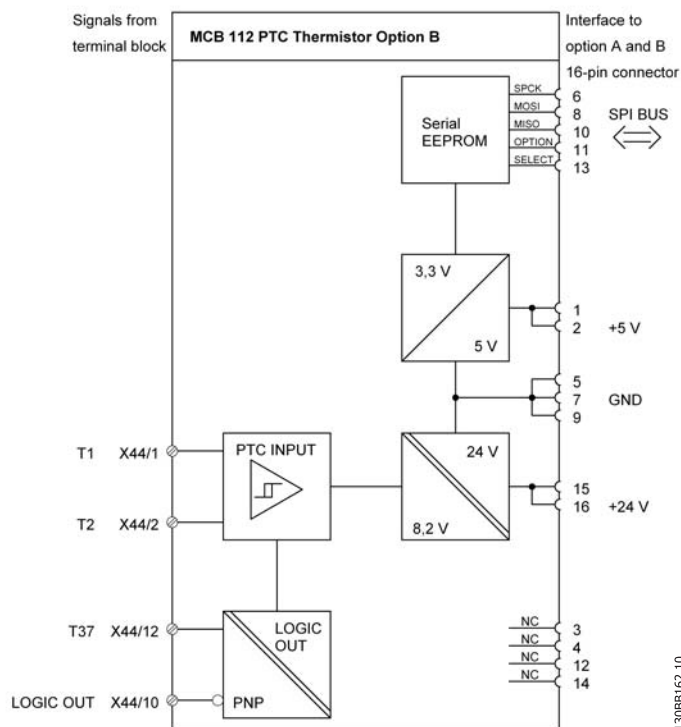 Signals from
terminal block
MCB 112 PTC Thermistor Option B
Interface to
option A and B
16-pin connector
Serial
EEPROM
SPCK
6
MOSI
8
MISO
10
OPTION
11
SELECT
13
SPI BUS
3,3 V
5 V
1
2 +5 V
5
7 GND
9
T1 X44/1
PTC INPUT
T2 X44/2
24 V
8,2 V
15
16 +24 V
T37 X44/12
LOGIC
OUT
LOGIC OUT X44/10
PNP
NC
3
NC
4
NC
12
NC
14
130BB162.10